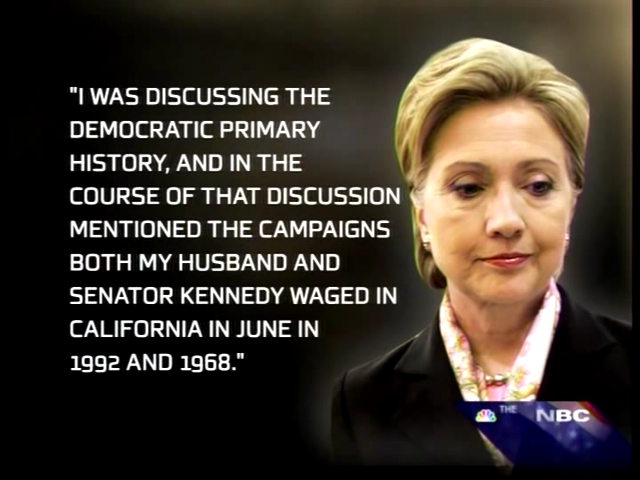 "I WAS DISCUSSING THE
DEMOCRATIC PRIMARY
HISTORY, AND IN THE
COURSE OF THAT DISCUSSION
MENTIONED THE CAMPAIGNS
BOTH MY HUSBAND AND
SENATOR KENNEDY WAGED IN
CALIFORNIA IN JUNE IN
1992 AND 1968."
THE NBC